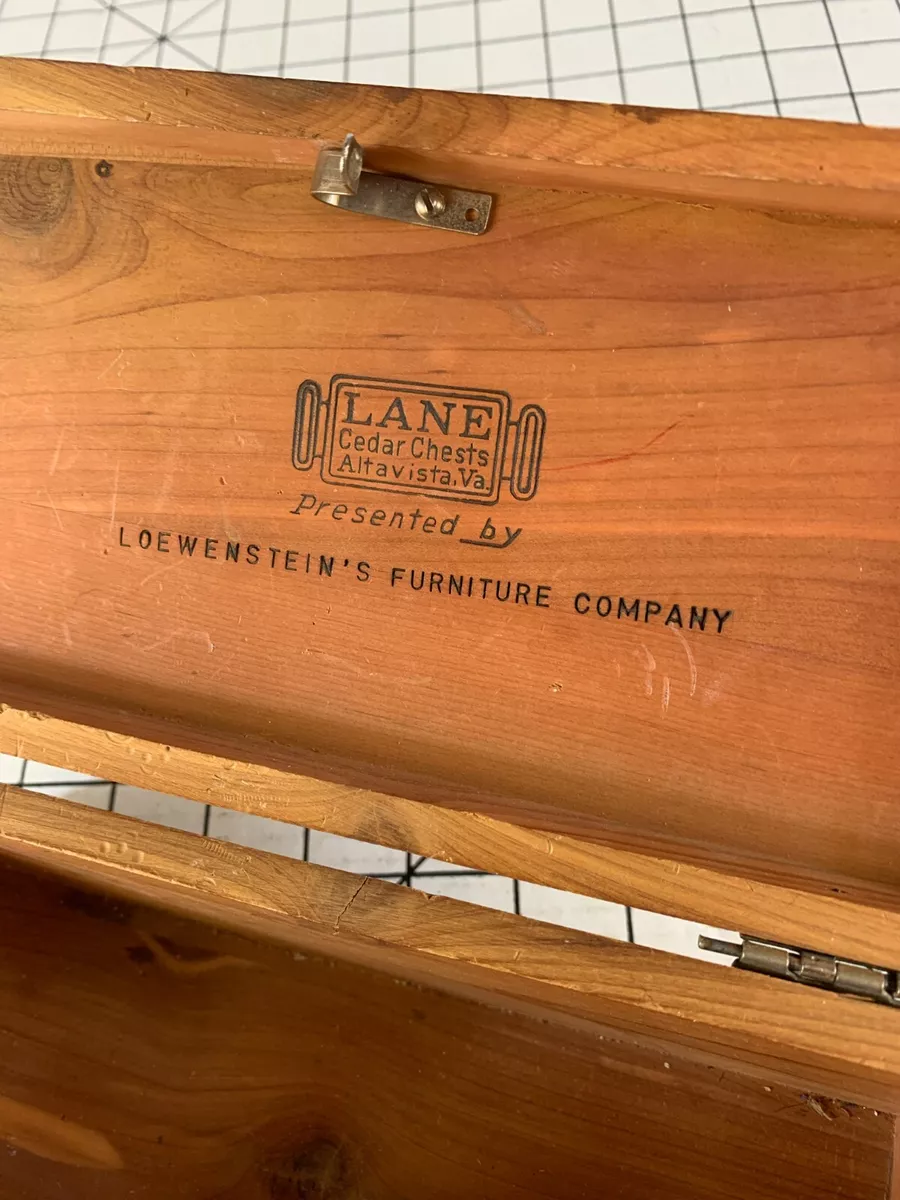 LANE
Cedar Chests
Altavista, Va.
Presented by
LOEWENSTEIN'S FURNITURE COMPANY